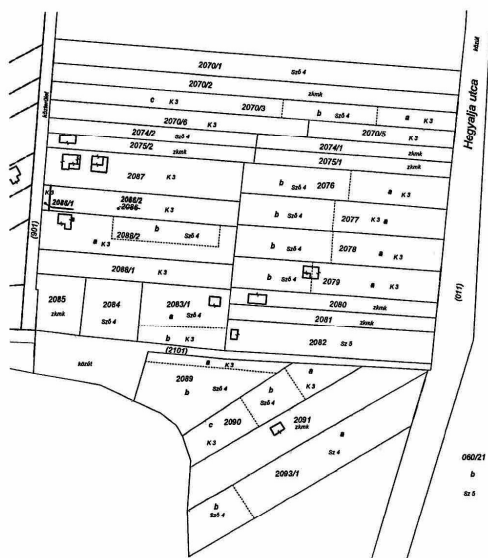 közút
2070/1 Sző 4
2070/2 zkmk
c K 3 2070/3 b Sző 4 a K 3
2070/6 K 3 2070/5 K 3
2074/2 Sző 4 2074/1 zkmk
2075/2 zkmk 2075/1 zkmk
Hegyalja utca
2087 K 3
b Sző 4 2076 a K 3
K 3
2086/1
2088/2
2086 K 3
b 2077 K 3 a
Sző 4
b Sző 4
2088/2
a K 3
b 2078 a K 3
Sző 4
(901)
2088/1 K 3
b Sző 4 2079 a K 3
(011)
2085 zkmk
2084 Sző 4
2083/1
a Sző 4
b K 3
2080 zkmk
2081 zkmk
2082 Sz 5
(2101)
közút
a K 3
2089 Sző 4
b
a
K 3
b
Sző 4
c 2090
K 3
2091
zkmk
a
Sz 4
2093/1
b
Sző 4
060/21
b
Sz 5